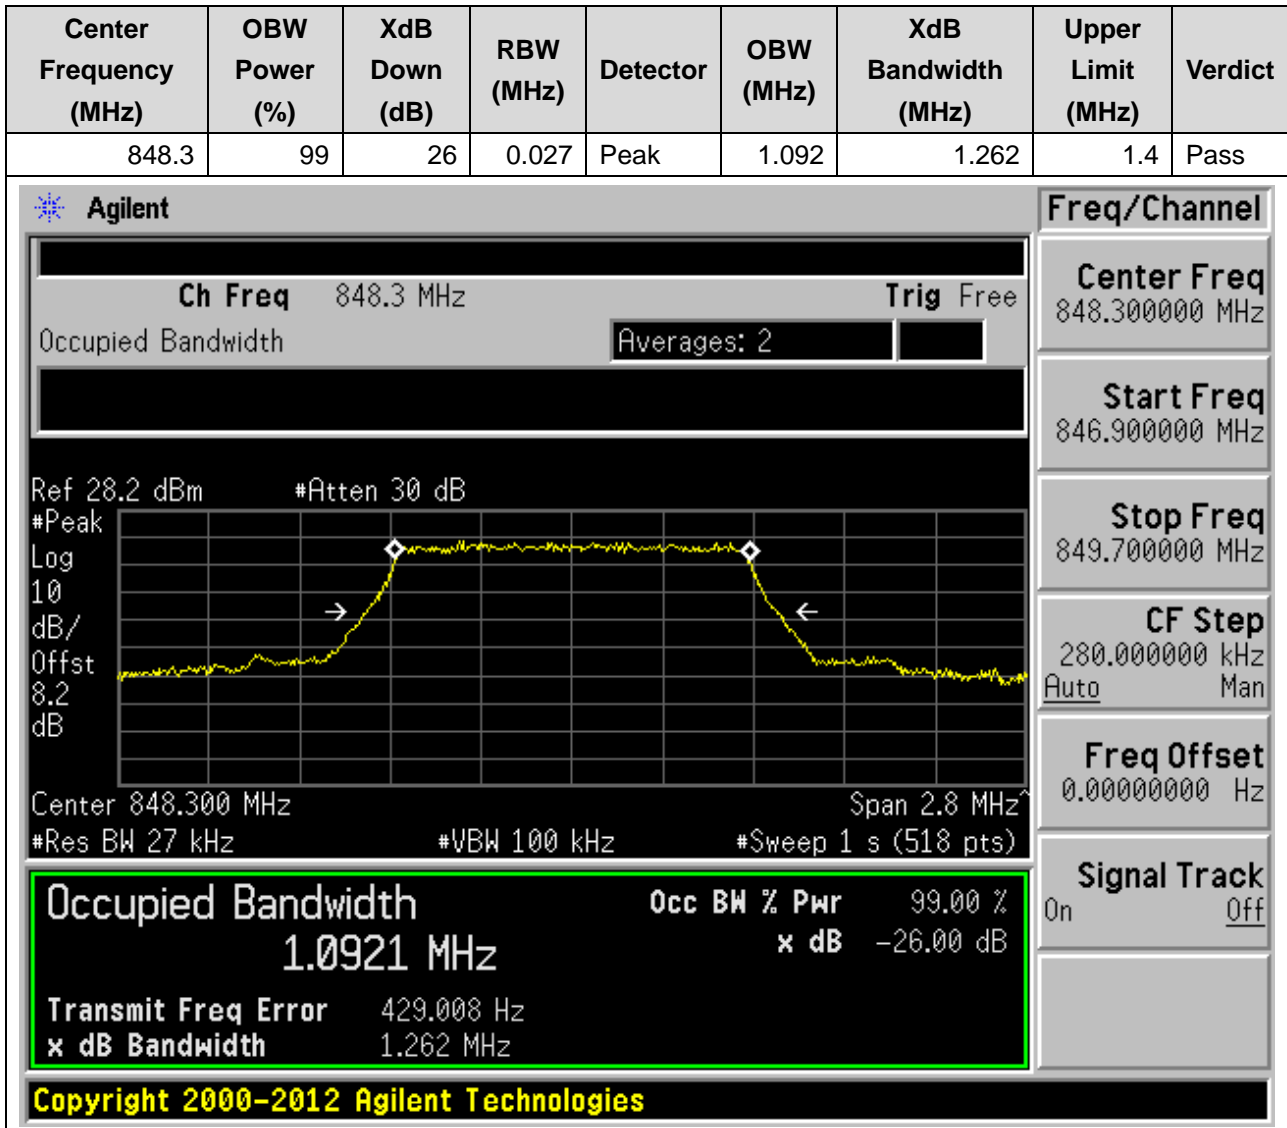 Center Frequency (MHz) OBW Power (%) XdB Down (dB) RBW (MHz) Detector OBW (MHz) XdB Bandwidth (MHz) Upper Limit (MHz) Verdict
848.3 99 26 0.027 Peak 1.092 1.262 1.4 Pass
Agilent
Freq/Channel
Ch Freq 848.3 MHz Trig Free
Occupied Bandwidth Averages: 2
Ref 28.2 dBm #Atten 30 dB
#Peak
Log
10
dB/
Offst
8.2
dB
Center 848.300 MHz Span 2.8 MHz^
#Res BW 27 kHz #VBW 100 kHz #Sweep 1 s (518 pts)
Occupied Bandwidth Occ BW % Pwr 99.00 %
1.0921 MHz x dB -26.00 dB
Transmit Freq Error 429.008 Hz
x dB Bandwidth 1.262 MHz
Center Freq
848.300000 MHz
Start Freq
846.900000 MHz
Stop Freq
849.700000 MHz
CF Step
280.000000 kHz
Auto Man
Freq Offset
0.00000000 Hz
Signal Track
On Off
Copyright 2000-2012 Agilent Technologies